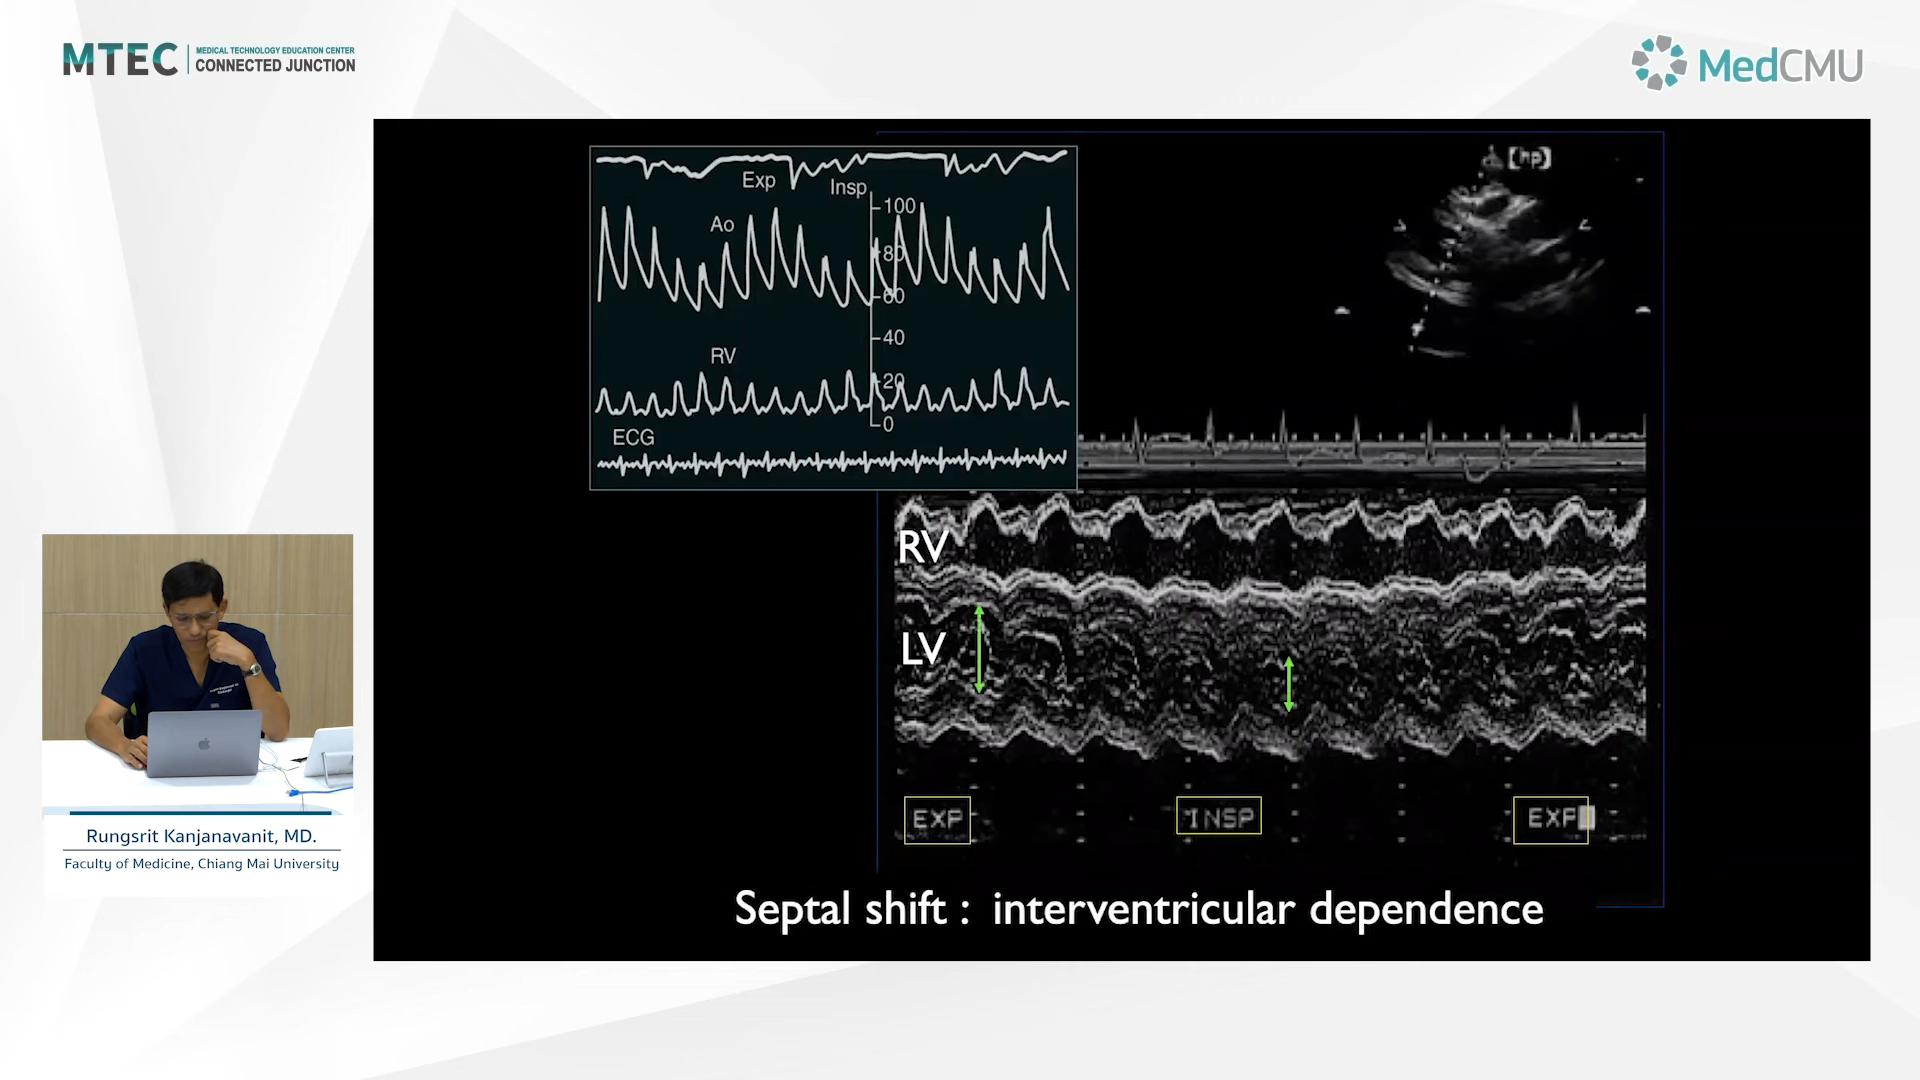 MTEC
MEDICAL TECHNOLOGY EDUCATION CENTER
CONNECTED JUNCTION
MedCMU
Exp
Insp
100
Ao
80
60
40
RV
20
0
ECG
[hp]
RV
LV
EXP
INSP
EXP
Septal shift : interventricular dependence
Rungsrit Kanjanavanit, MD.
Faculty of Medicine, Chiang Mai University